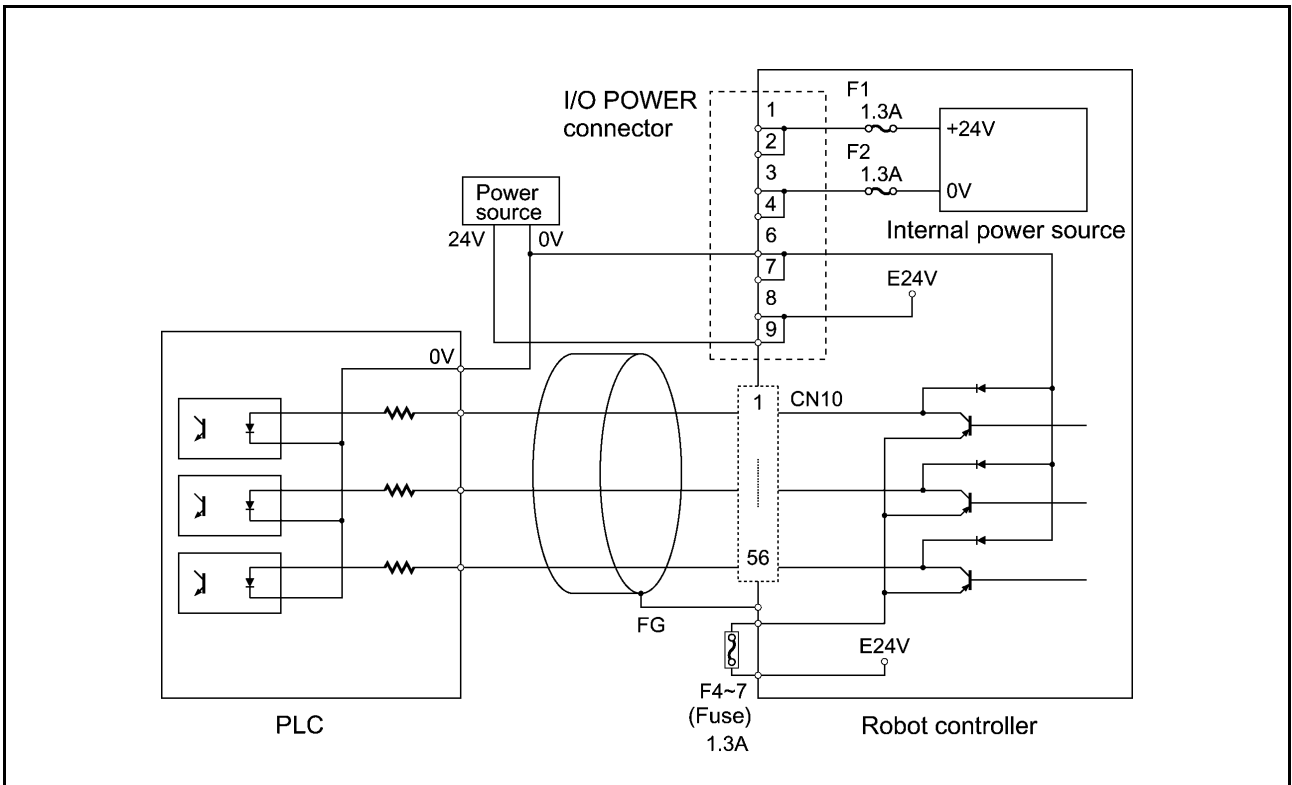 I/O POWER
connector
1
2
3
4
6
7
8
9
F1
1.3A
F2
1.3A
+24V
0V
Internal power source
Power
source
24V
0V
E24V
0V
1
CN10
56
FG
E24V
F4~7
(Fuse)
1.3A
PLC
Robot controller